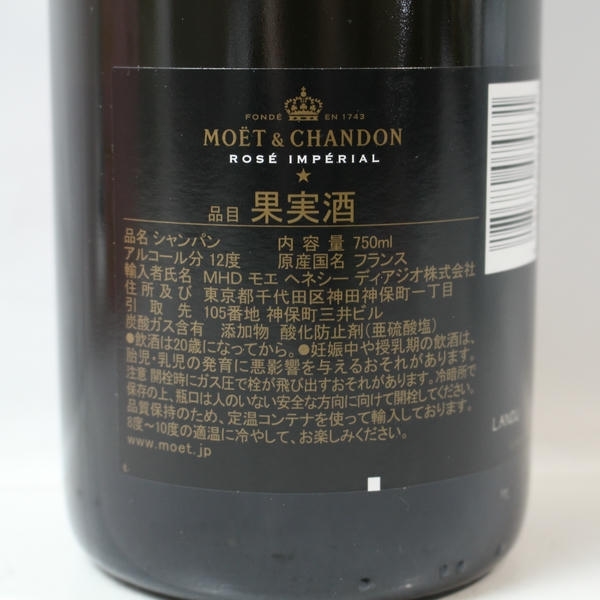 FONDÉ EN 1743
MOËT & CHANDON
ROSÉ IMPÉRIAL
品目 果実酒
品名 シャンパン 内容量 750ml
アルコール分 12度 原産国名 フランス
輸入者氏名 MHD モエ ヘネシー ディアジオ株式会社
住所及び 東京都千代田区神田神保町一丁目
引取先 105番地 神保町三井ビル
炭酸ガス含有 添加物 酸化防止剤(亜硫酸塩)
●飲酒は20歳になってから。●妊娠中や授乳期の飲酒は、
胎児・乳児の発育に悪影響を与えるおそれがあります。
注意 開栓時にガス圧で栓が飛び出すおそれがあります。冷暗所で
保存の上、瓶口は人のいない安全な方向に向けて開栓してください。
品質保持のため、定温コンテナを使って輸入しております。
8度〜10度の適温に冷やして、お楽しみください。
www.moet.jp